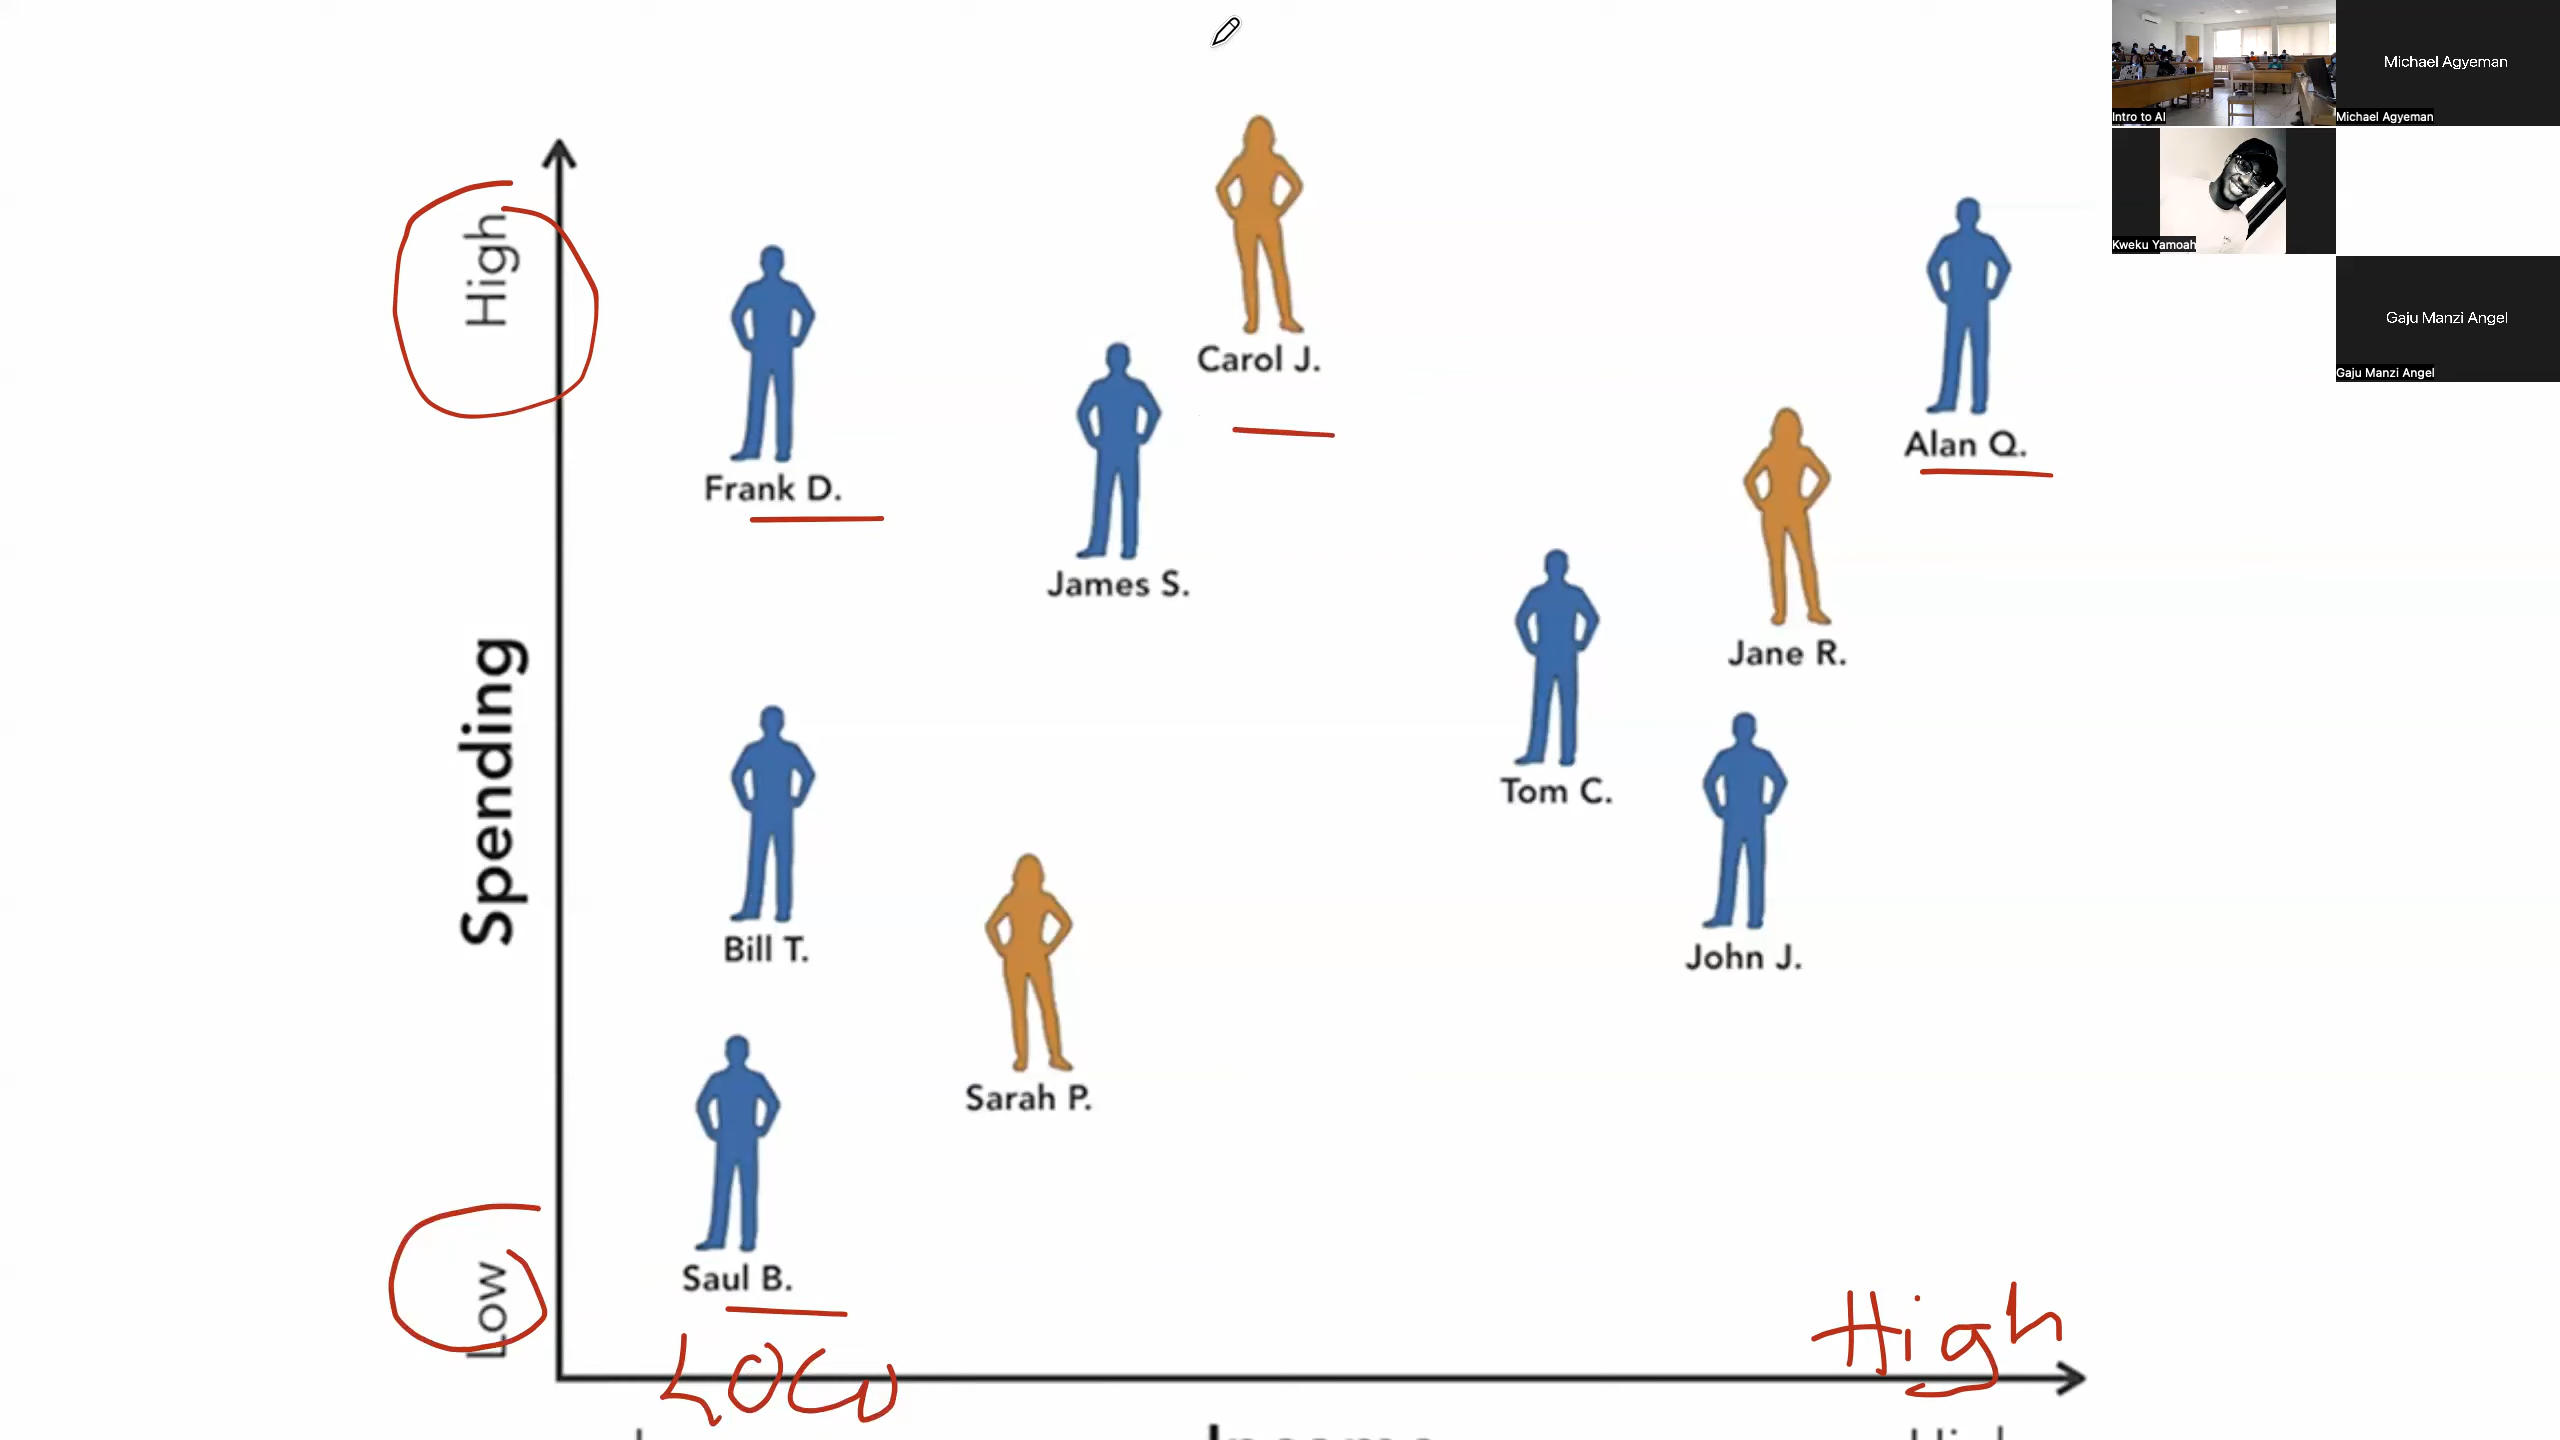 Intro to AI
Michael Agyeman
Michael Agyeman
Kweku Yamoah
Gaju Manzi Angel
Gaju Manzi Angel
High
Spending
Low
Carol J.
Alan Q.
Frank D.
James S.
Jane R.
Tom C.
Bill T.
John J.
Sarah P.
Saul B.
Low
High